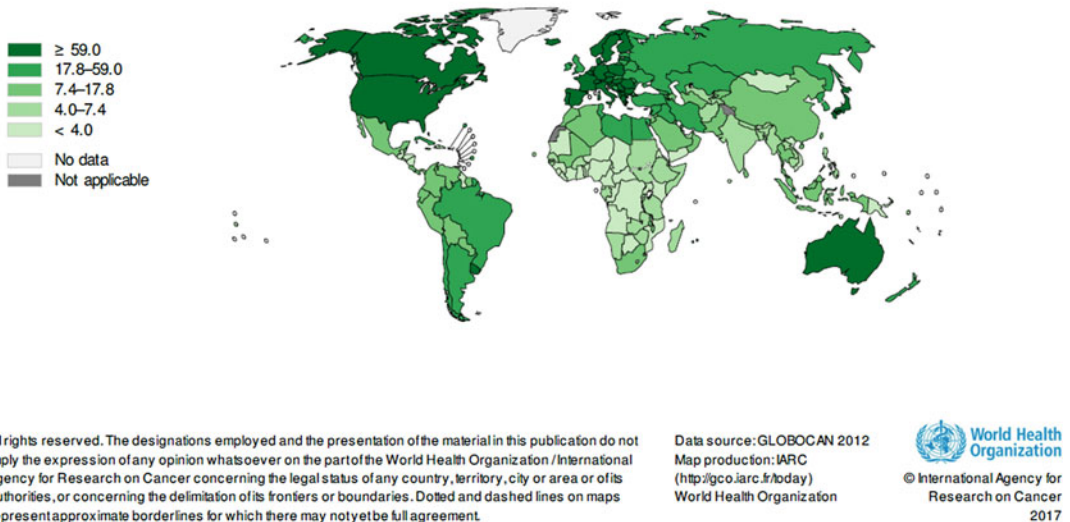 ≥ 59.0
17.8–59.0
7.4–17.8
4.0–7.4
< 4.0
No data
Not applicable
l rights reserved. The designations employed and the presentation of the material in this publication do not
ply the expression of any opinion whatsoever on the part of the World Health Organization / International
gency for Research on Cancer concerning the legal status of any country, territory, city or area or of its
uthorities, or concerning the delimitation of its frontiers or boundaries. Dotted and dashed lines on maps
present approximate borderlines for which there may not yet be full agreement.
Data source: GLOBOCAN 2012
Map production: IARC
(http://gco.iarc.fr/today)
World Health Organization
World Health
Organization
© International Agency for
Research on Cancer
2017